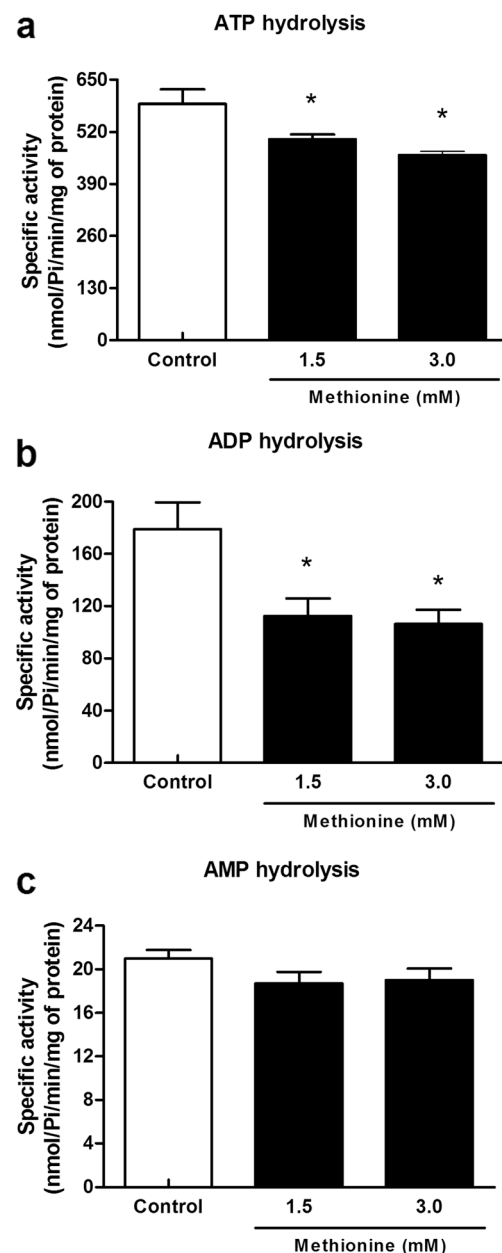 a
ATP hydrolysis
Specific activity
(nmol/Pi/min/mg of protein)
650
520
390
260
130
0
*
*
Control
1.5
3.0
Methionine (mM)
b
ADP hydrolysis
Specific activity
(nmol/Pi/min/mg of protein)
200
160
120
80
40
0
*
*
Control
1.5
3.0
Methionine (mM)
c
AMP hydrolysis
Specific activity
(nmol/Pi/min/mg of protein)
24
20
16
12
8
4
0
Control
1.5
3.0
Methionine (mM)